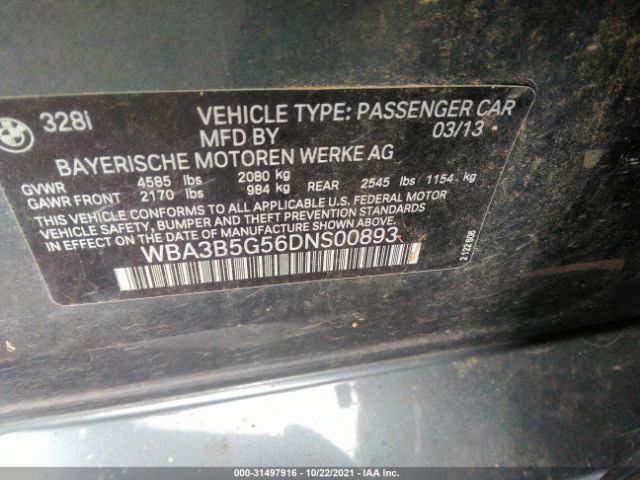 328i
VEHICLE TYPE: PASSENGER CAR
MFD BY 03/13
BAYERISCHE MOTOREN WERKE AG
GVWR 4585 lbs 2080 kg
GAWR FRONT 2170 lbs 984 kg REAR 2545 lbs 1154 kg
THIS VEHICLE CONFORMS TO ALL APPLICABLE U.S. FEDERAL MOTOR
VEHICLE SAFETY, BUMPER AND THEFT PREVENTION STANDARDS
IN EFFECT ON THE DATE OF MANUFACTURE SHOWN ABOVE.
WBA3B5G56DNS00893
2 122 606
000-31497916 - 10/22/2021 - IAA Inc.